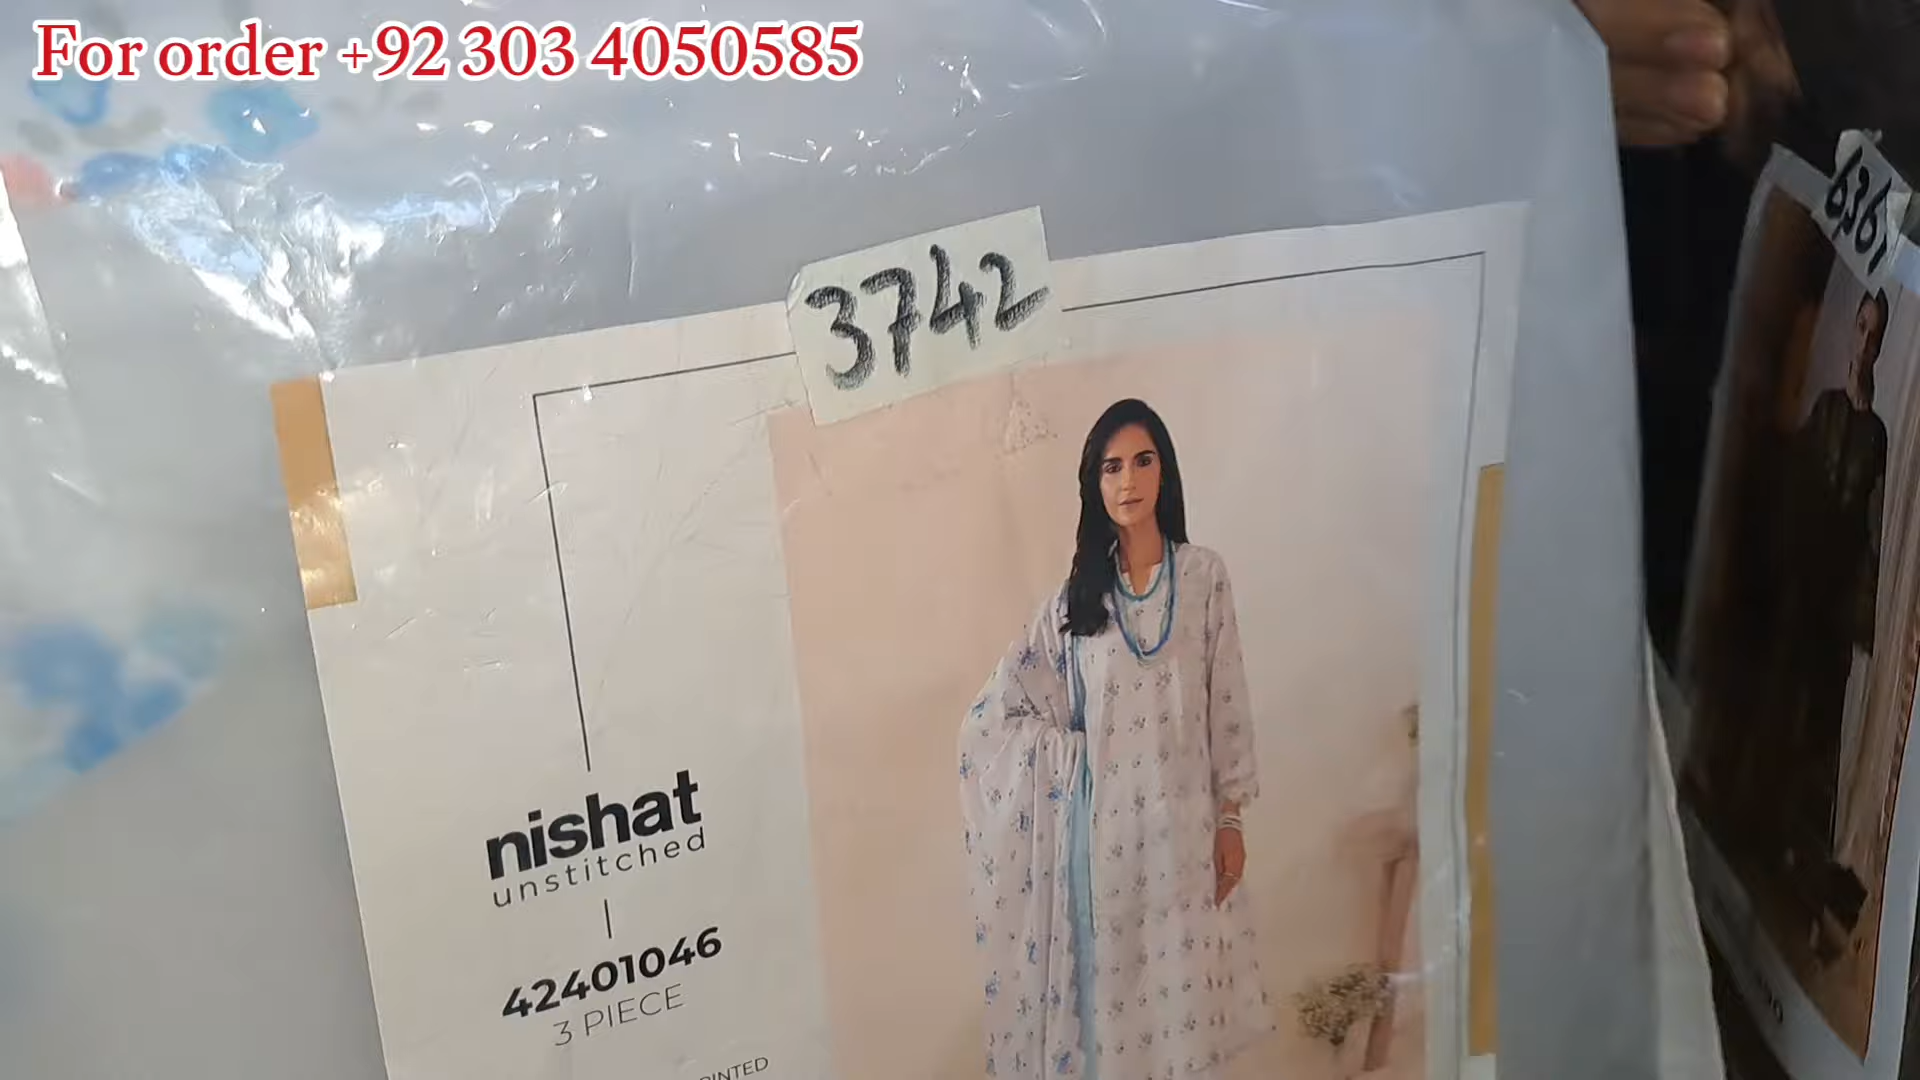 For order +92 303 4050585
3742
6361
nishat
unstitched
42401046
3 PIECE